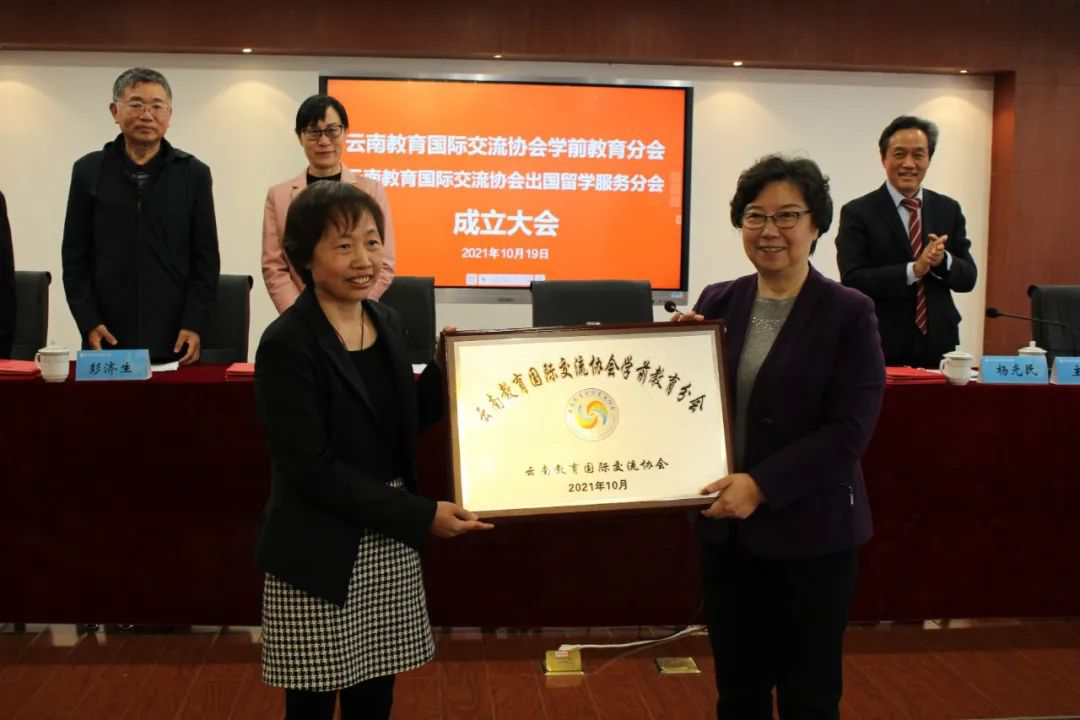 云南教育国际交流协会学前教育分会
云南教育国际交流协会出国留学服务分会
成立大会
2021年10月19日
云南教育国际交流协会学前教育分会
云南教育国际交流协会
2021年10月
彭济生
杨光民
主